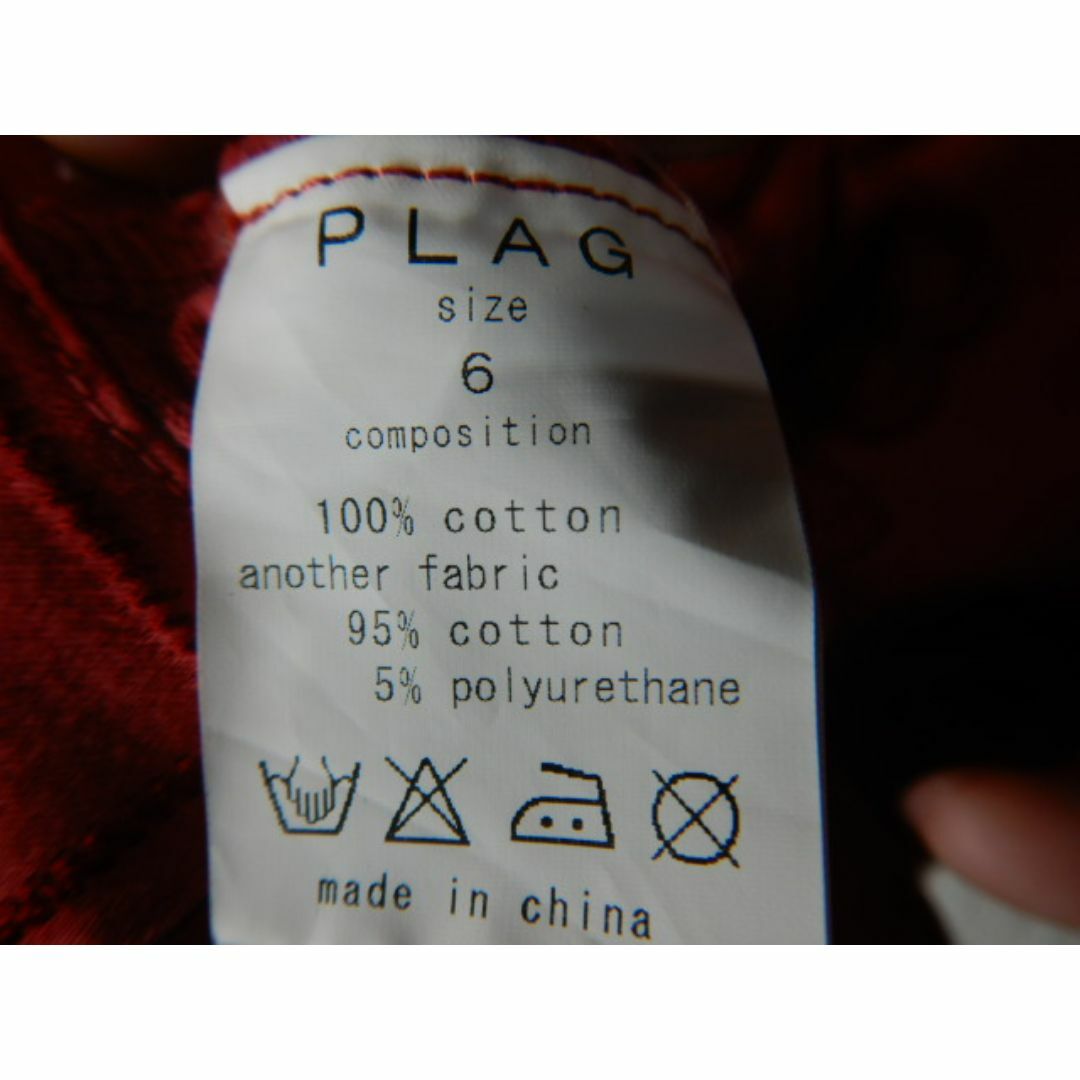 PLAG
size
6
composition
100% cotton
another fabric
95% cotton
5% polyurethane
made in china